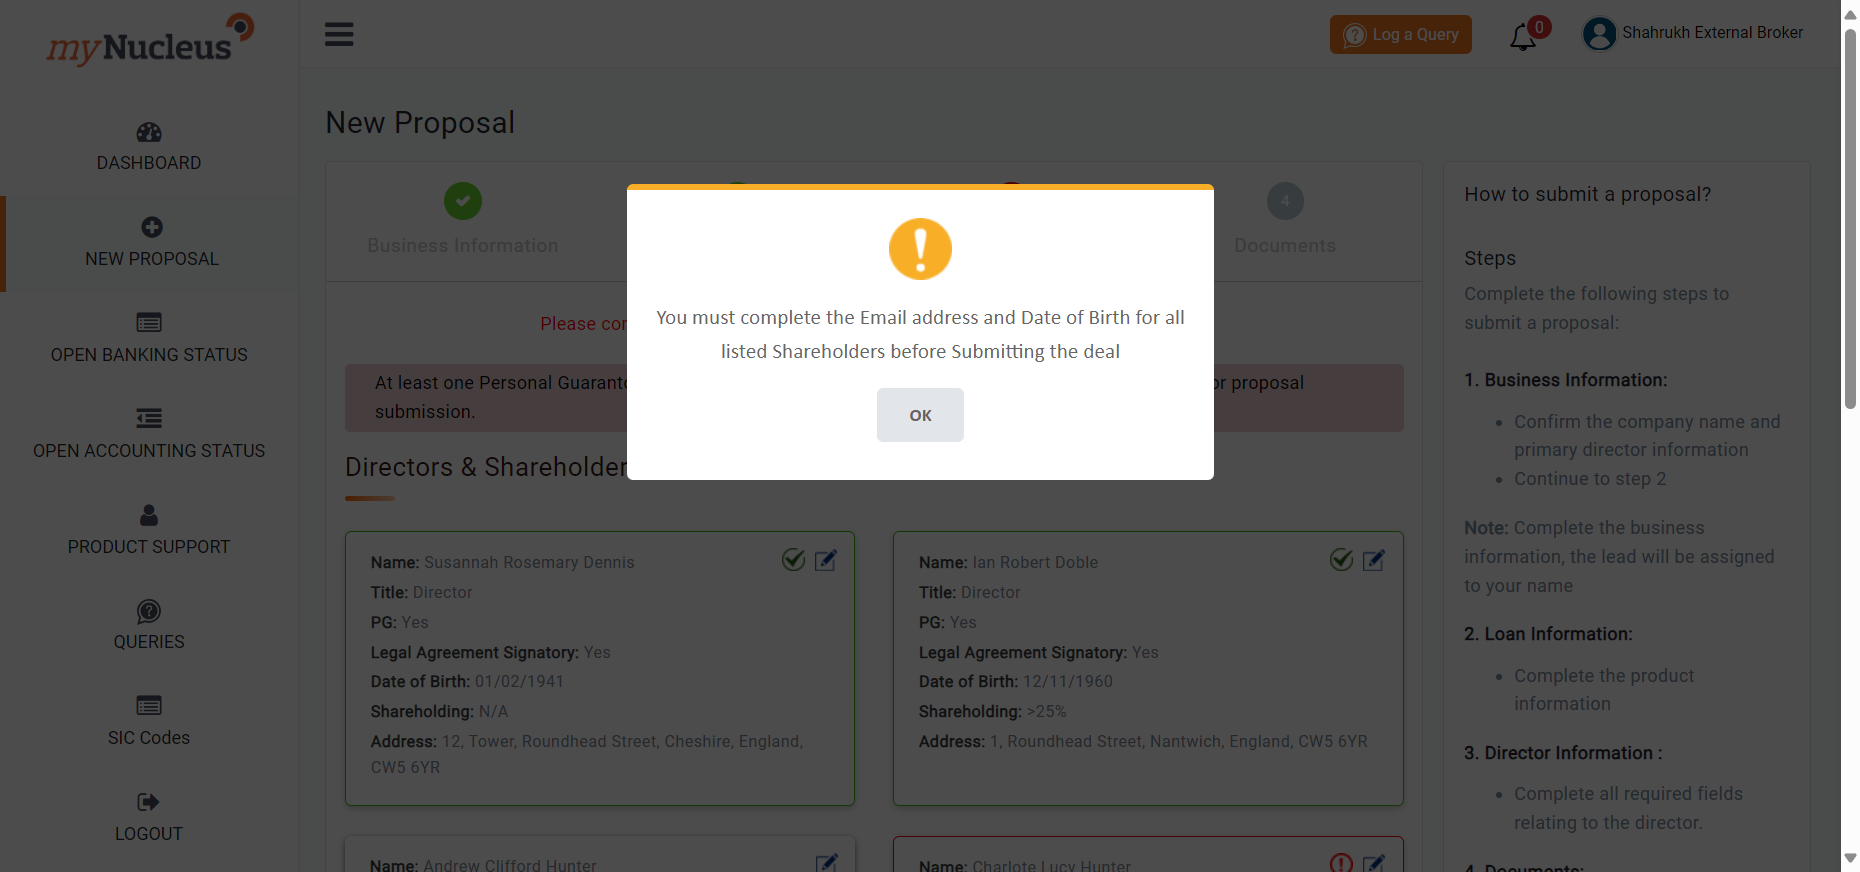 myNucleus
Log a Query
0
Shahrukh External Broker
DASHBOARD
NEW PROPOSAL
OPEN BANKING STATUS
OPEN ACCOUNTING STATUS
PRODUCT SUPPORT
QUERIES
SIC Codes
LOGOUT
New Proposal
Business Information
4
Documents
Please
At least one Personal
or proposal
submission.
Directors &
You must complete the Email address and Date of Birth for all
listed Shareholders before Submitting the deal
OK
Name: Susannah Rosemary Dennis
Title: Director
PG: Yes
Legal Agreement Signatory: Yes
Date of Birth: 01/02/1941
Shareholding: N/A
Address: 12, Tower, Roundhead Street, Cheshire, England,
CW5 6YR
Name: Ian Robert Doble
Title: Director
PG: Yes
Legal Agreement Signatory: Yes
Date of Birth: 12/11/1960
Shareholding: >25%
Address: 1, Roundhead Street, Nantwich, England, CW5 6YR
Name: Andrew Clifford Hunter
Name: Charlote Lucy Hunter
How to submit a proposal?
Steps
Complete the following steps to
submit a proposal:
1. Business Information:
• Confirm the company name and
primary director information
• Continue to step 2
Note: Complete the business
information, the lead will be assigned
to your name
2. Loan Information:
• Complete the product
information
3. Director Information :
• Complete all required fields
relating to the director.
4. Documents: